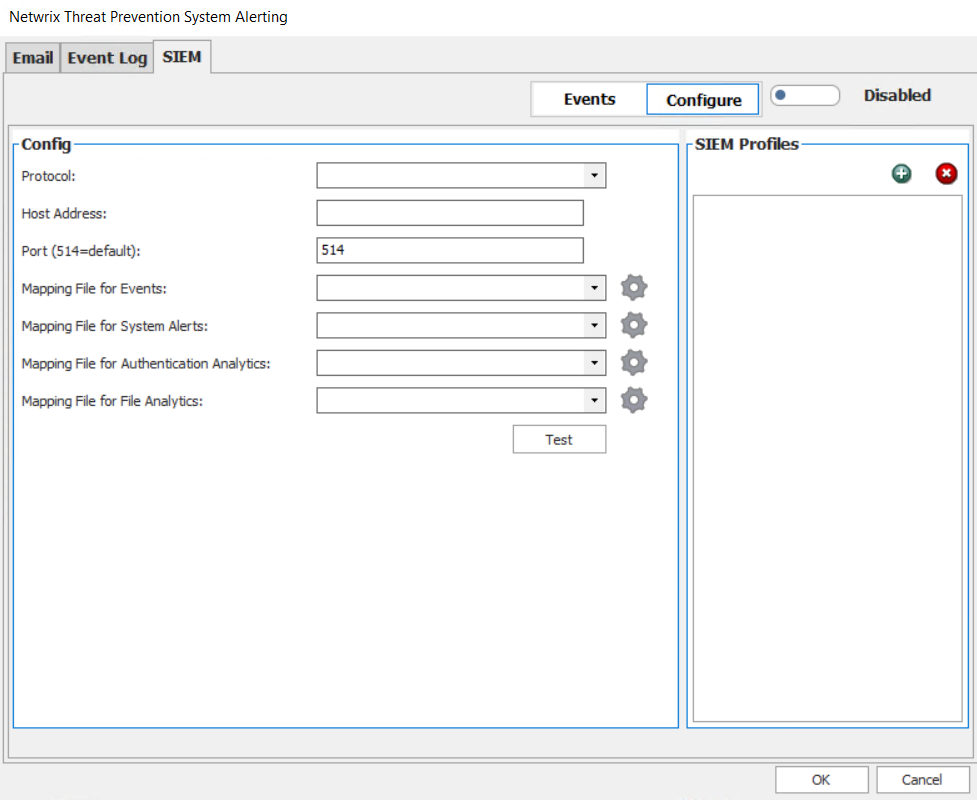 Netwrix Threat Prevention System Alerting
Email Event Log SIEM
Events Configure Disabled
Config
Protocol:
Host Address:
Port (514=default): 514
Mapping File for Events:
Mapping File for System Alerts:
Mapping File for Authentication Analytics:
Mapping File for File Analytics:
Test
SIEM Profiles
OK Cancel